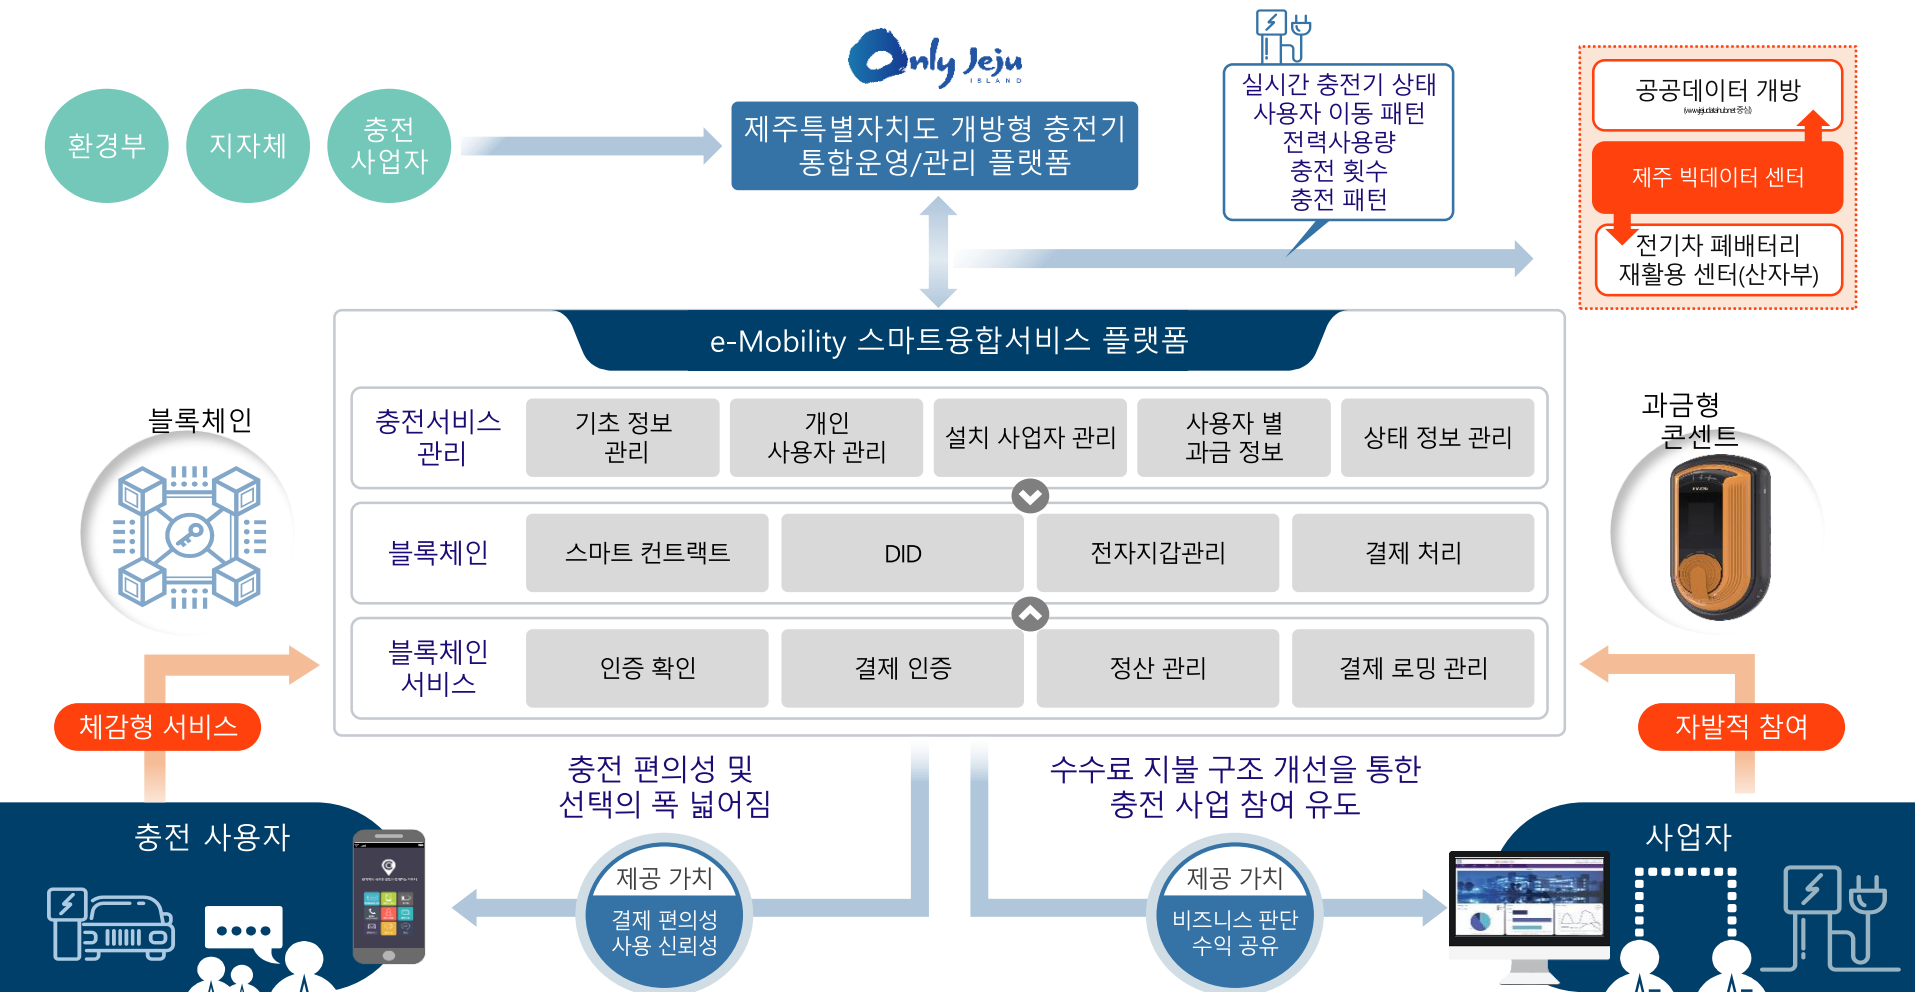 Only Jeju
ISLAND
환경부
지자체
충전
사업자
제주특별자치도 개방형 충전기
통합운영/관리 플랫폼
실시간 충전기 상태
사용자 이동 패턴
전력사용량
충전 횟수
충전 패턴
공공데이터 개방
(www.jejudatahub.net 중심)
제주 빅데이터 센터
전기차 폐배터리
재활용 센터(산자부)
e-Mobility 스마트융합서비스 플랫폼
충전서비스
관리
기초 정보
관리
개인
사용자 관리
설치 사업자 관리
사용자 별
과금 정보
상태 정보 관리
블록체인
스마트 컨트랙트
DID
전자지갑관리
결제 처리
블록체인
서비스
인증 확인
결제 인증
정산 관리
결제 로밍 관리
블록체인
과금형
콘센트
체감형 서비스
자발적 참여
충전 편의성 및
선택의 폭 넓어짐
수수료 지불 구조 개선을 통한
충전 사업 참여 유도
충전 사용자
제공 가치
결제 편의성
사용 신뢰성
제공 가치
비즈니스 판단
수익 공유
사업자